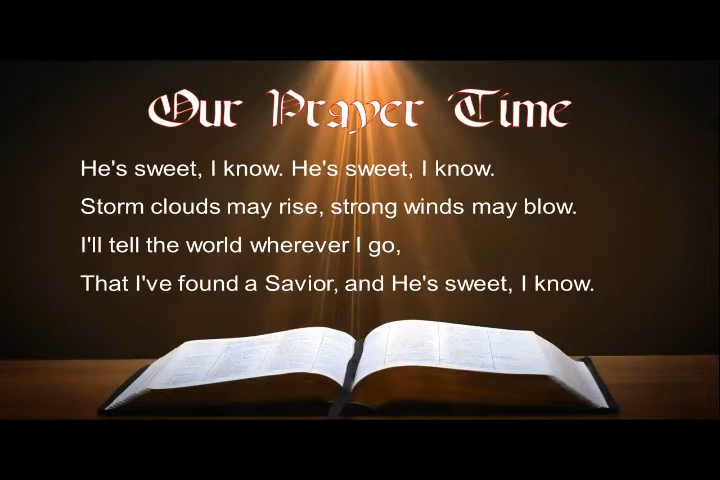 Our Prayer Time
He's sweet, I know. He's sweet, I know.
Storm clouds may rise, strong winds may blow.
I'll tell the world wherever I go,
That I've found a Savior, and He's sweet, I know.